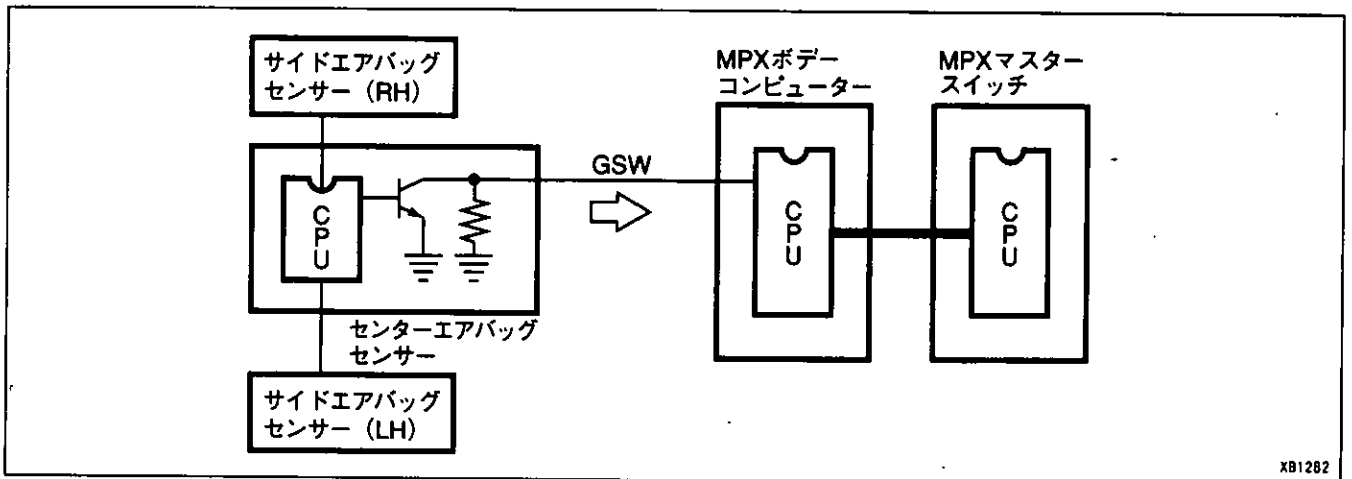 サイドエアバッグ
センサー (RH)
MPXボデー
コンピューター
MPXマスター
スイッチ
GSW
CPU
CPU
CPU
センターエアバッグ
センサー
サイドエアバッグ
センサー (LH)
XB1282